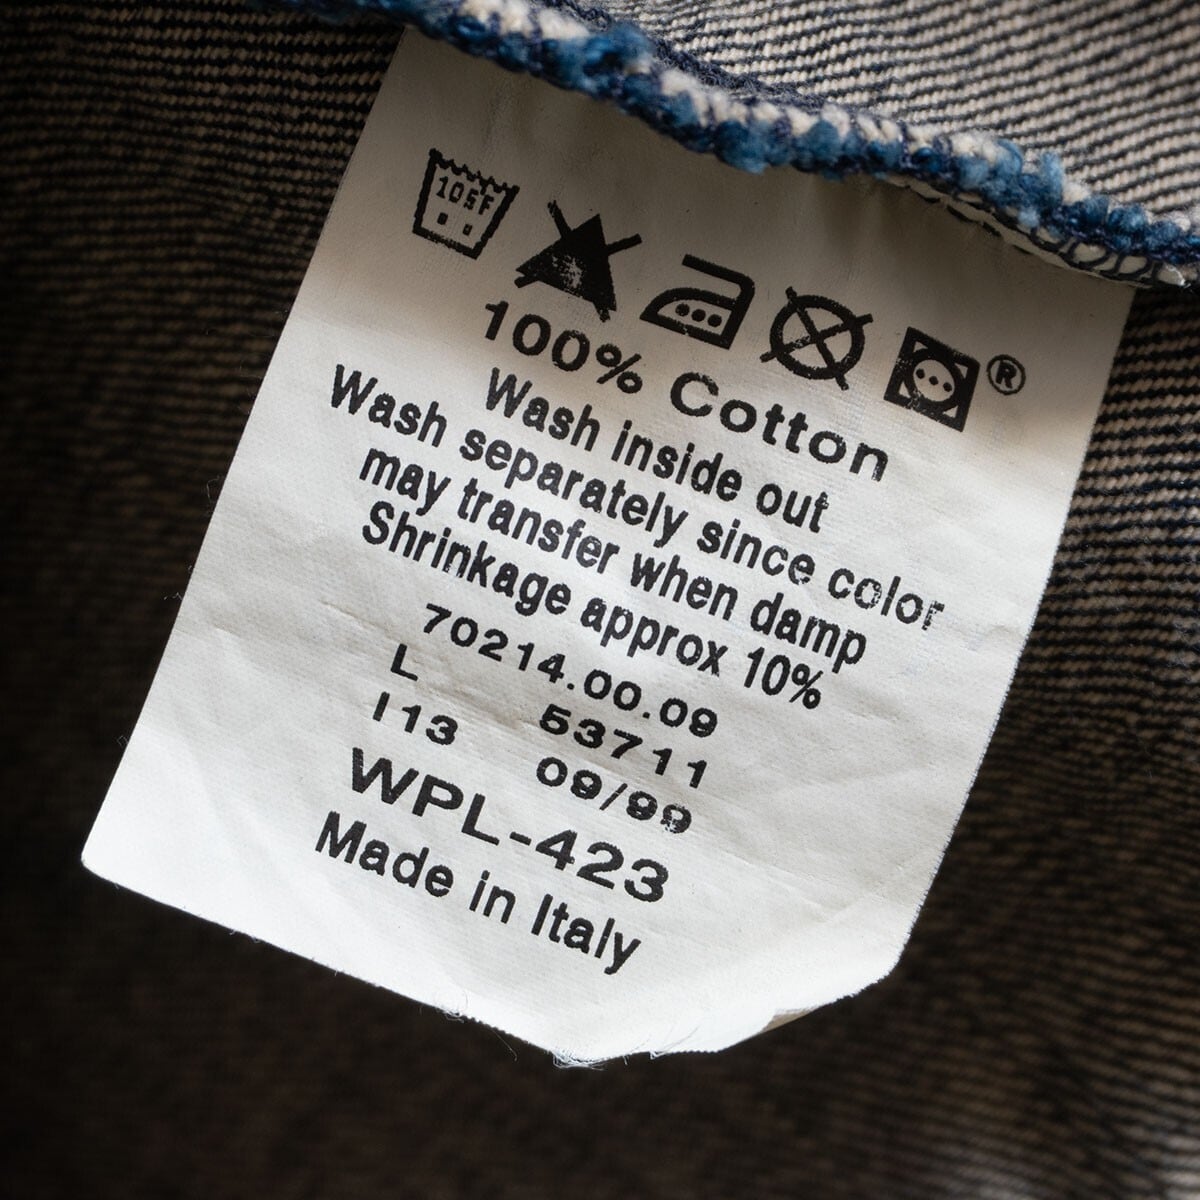 105F
®
100% Cotton
Wash inside out
Wash separately since color
may transfer when damp
Shrinkage approx 10%
70214.00.09
L 53711
I13 09/99
WPL-423
Made in Italy